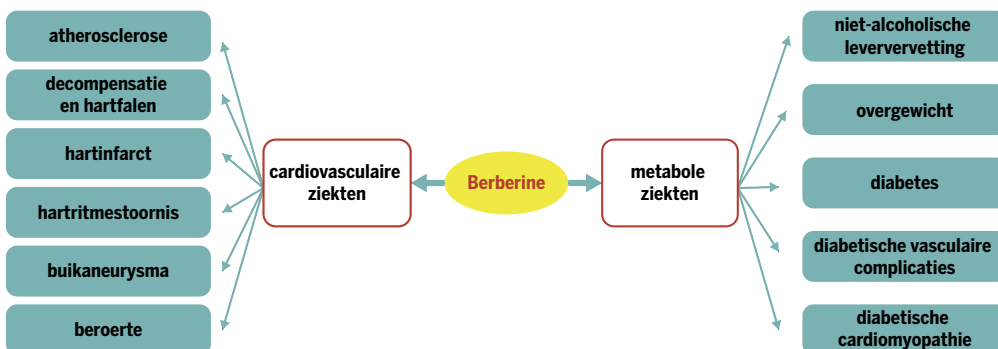 atherosclerose
decompensatie
en hartfalen
hartinfarct
hartritmestoornis
buikaneurysma
beroerte
cardiovasculaire
ziekten
Berberine
metabole
ziekten
niet-alcoholische
leververvetting
overgewicht
diabetes
diabetische vasculaire
complicaties
diabetische
cardiomyopathie